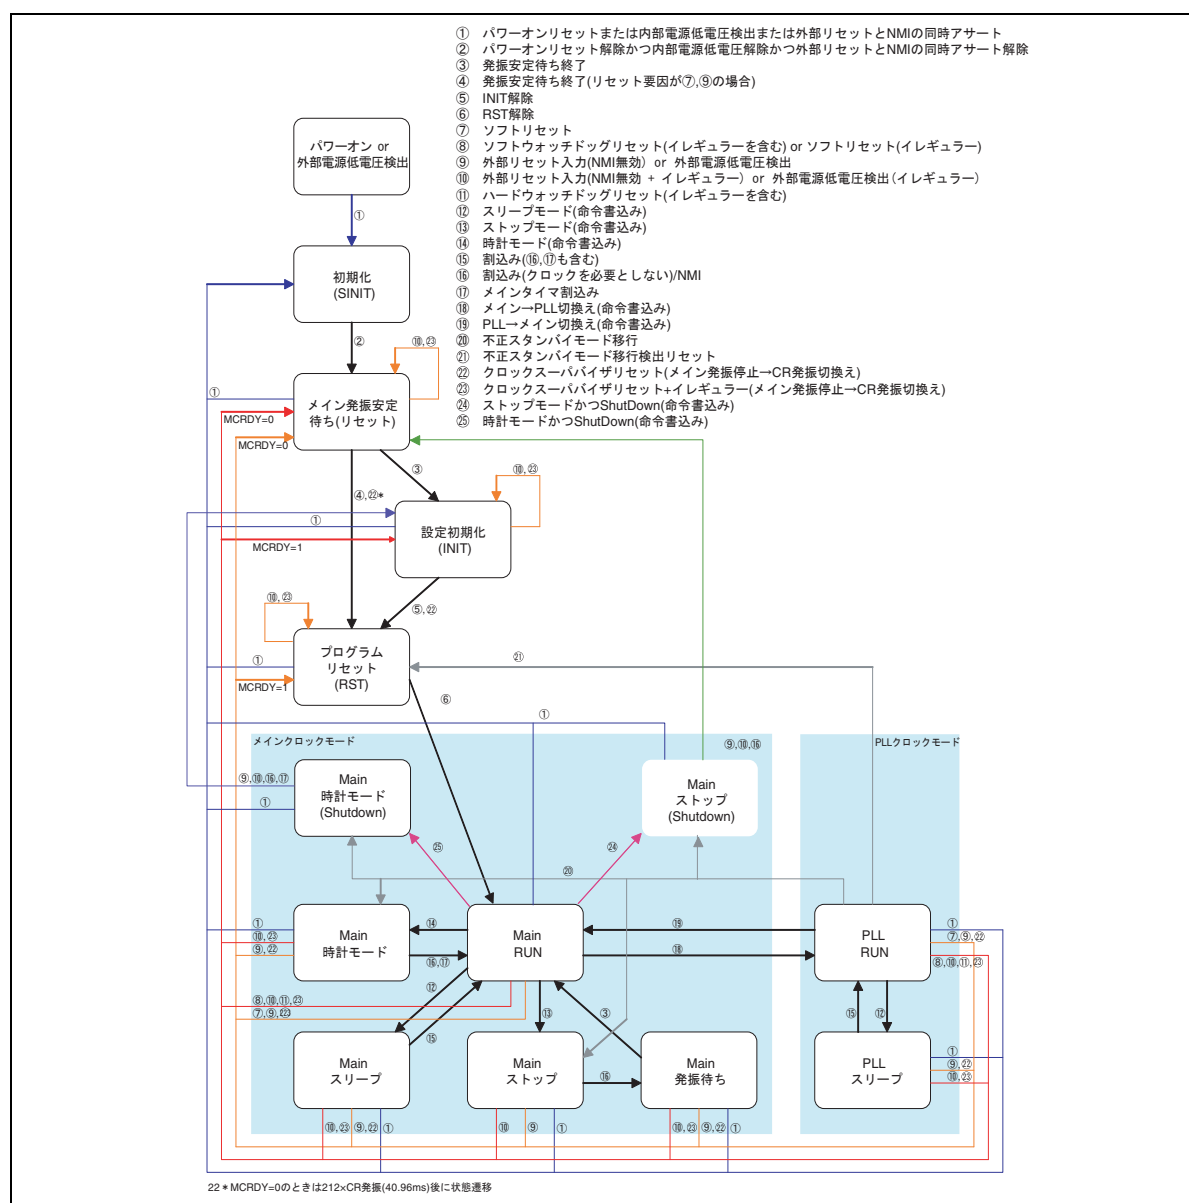 ① パワーオンリセットまたは内部電源低電圧検出または外部リセットとNMIの同時アサート
② パワーオンリセット解除かつ内部電源低電圧解除かつ外部リセットとNMIの同時アサート解除
③ 発振安定待ち終了
④ 発振安定待ち終了(リセット要因が⑦,⑨の場合)
⑤ INIT解除
⑥ RST解除
⑦ ソフトリセット
⑧ ソフトウォッチドッグリセット(イレギュラーを含む) or ソフトリセット(イレギュラー)
⑨ 外部リセット入力(NMI無効) or 外部電源低電圧検出
⑩ 外部リセット入力(NMI無効 + イレギュラー) or 外部電源低電圧検出(イレギュラー)
⑪ ハードウォッチドッグリセット(イレギュラーを含む)
⑫ スリープモード(命令書込み)
⑬ ストップモード(命令書込み)
⑭ 時計モード(命令書込み)
⑮ 割込み(⑯,⑰も含む)
⑯ 割込み(クロックを必要としない)/NMI
⑰ メインタイマ割込み
⑱ メイン→PLL切換え(命令書込み)
⑲ PLL→メイン切換え(命令書込み)
⑳ 不正スタンバイモード移行
㉑ 不正スタンバイモード移行検出リセット
㉒ クロックスーパバイザリセット(メイン発振停止→CR発振切換え)
㉓ クロックスーパバイザリセット+イレギュラー(メイン発振停止→CR発振切換え)
㉔ ストップモードかつShutDown(命令書込み)
㉕ 時計モードかつShutDown(命令書込み)
パワーオン or
外部電源低電圧検出
①
初期化
(SINIT)
②
⑩,㉓
①
メイン発振安定
待ち(リセット)
MCRDY=0
MCRDY=0
③
④,㉒*
⑩,㉓
①
設定初期化
(INIT)
MCRDY=1
⑤,㉒
⑩,㉓
プログラム
リセット
(RST)
①
MCRDY=1
㉑
⑥
①
メインクロックモード
⑨,⑩,⑯
PLLクロックモード
⑨,⑩,⑯,⑰
①
Main
時計モード
(Shutdown)
Main
ストップ
(Shutdown)
㉕
㉔
⑳
①
⑩,㉓
⑨,㉒
Main
時計モード
⑭
⑯,⑰
Main
RUN
⑲
⑱
PLL
RUN
①
⑦,⑨,㉒
⑧,⑩,⑪,㉓
⑧,⑩,⑪,㉓
⑦,⑨,223
⑫
⑮
⑬
③
⑮
⑫
Main
スリープ
Main
ストップ
⑯
Main
発振待ち
PLL
スリープ
①
⑨,㉒
⑩,㉓
⑩,㉓
⑨,㉒
①
⑩
⑨
①
⑩,㉓
⑨,㉒
①
22 * MCRDY=0のときは212×CR発振(40.96ms)後に状態遷移